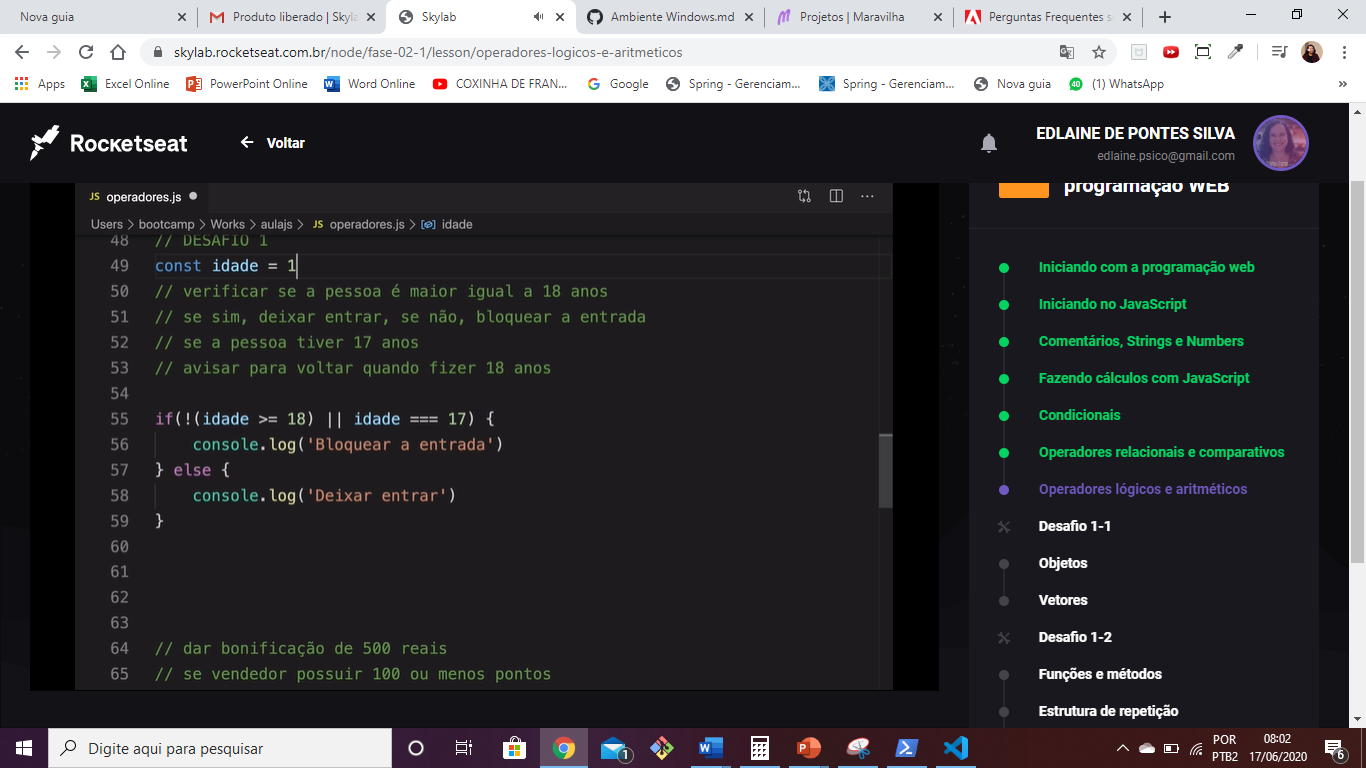 Nova guia
Produto liberado | Skyla
Skylab
Ambiente Windows.md
Projetos | Maravilha
Perguntas Frequentes s
skylab.rocketseat.com.br/node/fase-02-1/lesson/operadores-logicos-e-aritmeticos
Apps
Excel Online
PowerPoint Online
Word Online
COXINHA DE FRAN...
Google
Spring - Gerenciam...
Spring - Gerenciam...
Nova guia
(1) WhatsApp
Rocketseat
Voltar
EDLAINE DE PONTES SILVA
edlaine.psico@gmail.com
JS operadores.js
Users > bootcamp > Works > aulajs > JS operadores.js > idade
48 // DESAFIO 1
49 const idade = 1
50 // verificar se a pessoa é maior igual a 18 anos
51 // se sim, deixar entrar, se não, bloquear a entrada
52 // se a pessoa tiver 17 anos
53 // avisar para voltar quando fizer 18 anos
54
55 if(!(idade >= 18) || idade === 17) {
56 console.log('Bloquear a entrada')
57 } else {
58 console.log('Deixar entrar')
59 }
60
61
62
63
64 // dar bonificação de 500 reais
65 // se vendedor possuir 100 ou menos pontos
programação WEB
Iniciando com a programação web
Iniciando no JavaScript
Comentários, Strings e Numbers
Fazendo cálculos com JavaScript
Condicionais
Operadores relacionais e comparativos
Operadores lógicos e aritméticos
Desafio 1-1
Objetos
Vetores
Desafio 1-2
Funções e métodos
Estrutura de repetição
Digite aqui para pesquisar
1
POR
PTB2
08:02
17/06/2020
6